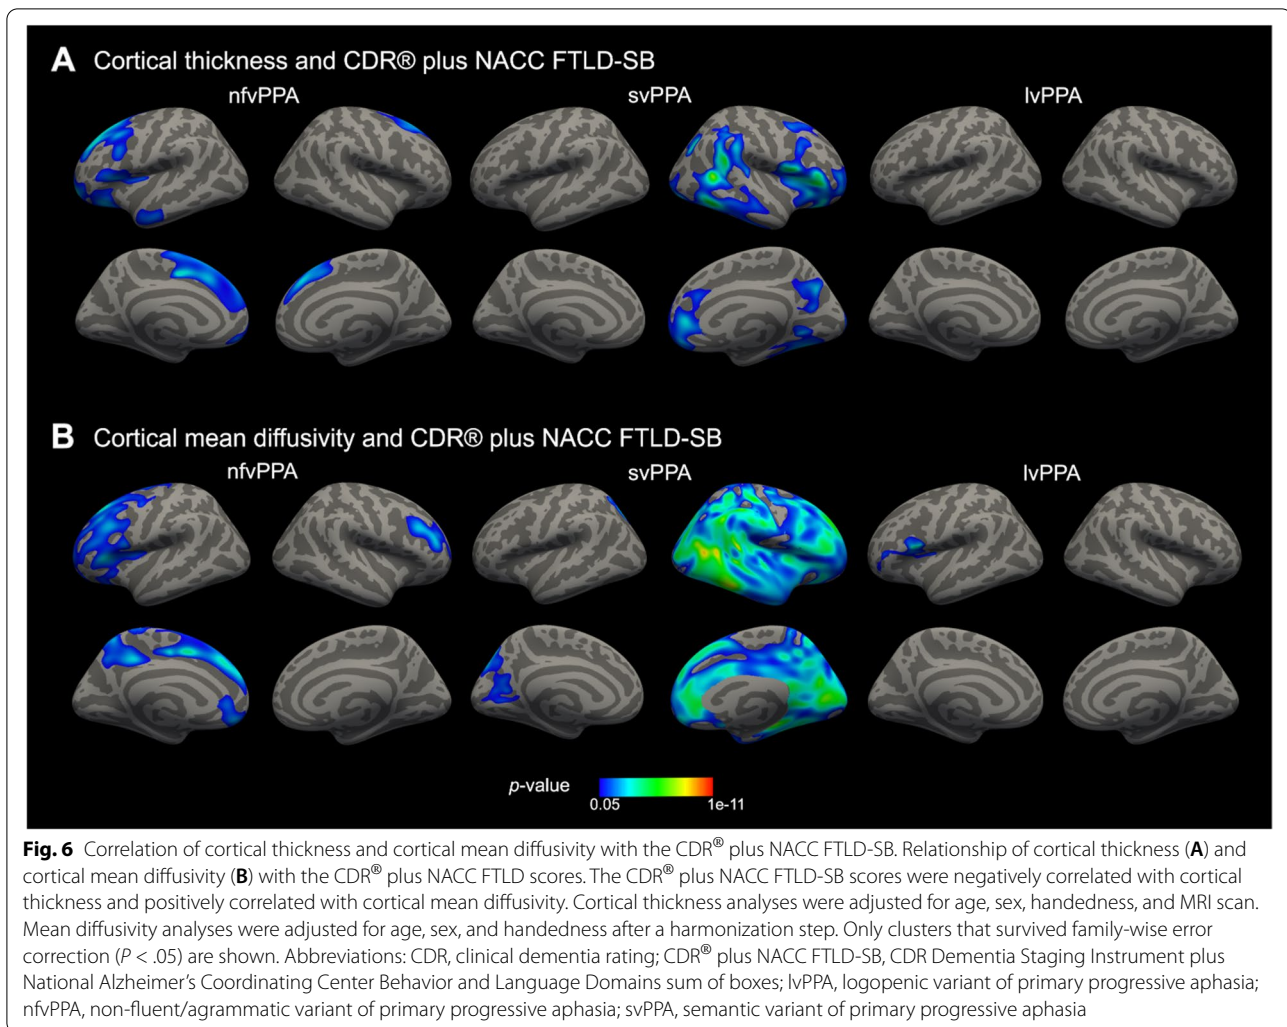 A Cortical thickness and CDR® plus NACC FTLD-SB
nfvPPA svPPA lvPPA
B Cortical mean diffusivity and CDR® plus NACC FTLD-SB
nfvPPA svPPA lvPPA
p-value
0.05 1e-11
Fig. 6 Correlation of cortical thickness and cortical mean diffusivity with the CDR® plus NACC FTLD-SB. Relationship of cortical thickness (A) and
cortical mean diffusivity (B) with the CDR® plus NACC FTLD scores. The CDR® plus NACC FTLD-SB scores were negatively correlated with cortical
thickness and positively correlated with cortical mean diffusivity. Cortical thickness analyses were adjusted for age, sex, handedness, and MRI scan.
Mean diffusivity analyses were adjusted for age, sex, and handedness after a harmonization step. Only clusters that survived family-wise error
correction (P < .05) are shown. Abbreviations: CDR, clinical dementia rating; CDR® plus NACC FTLD-SB, CDR Dementia Staging Instrument plus
National Alzheimer's Coordinating Center Behavior and Language Domains sum of boxes; lvPPA, logopenic variant of primary progressive aphasia;
nfvPPA, non-fluent/agrammatic variant of primary progressive aphasia; svPPA, semantic variant of primary progressive aphasia